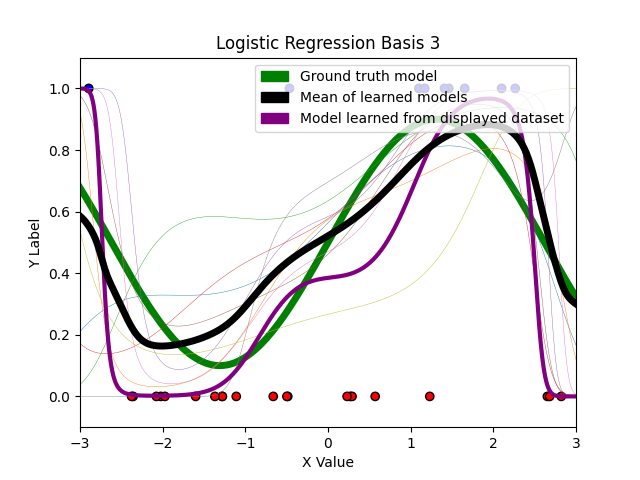 Logistic Regression Basis 3
Ground truth model
Mean of learned models
Model learned from displayed dataset
Y Label
1.0
0.8
0.6
0.4
0.2
0.0
−3 −2 −1 0 1 2 3
X Value